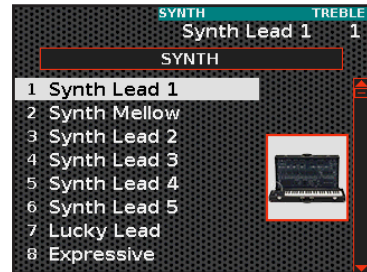 SYNTH TREBLE
Synth Lead 1 1
SYNTH
1 Synth Lead 1
2 Synth Mellow
3 Synth Lead 2
4 Synth Lead 3
5 Synth Lead 4
6 Synth Lead 5
7 Lucky Lead
8 Expressive